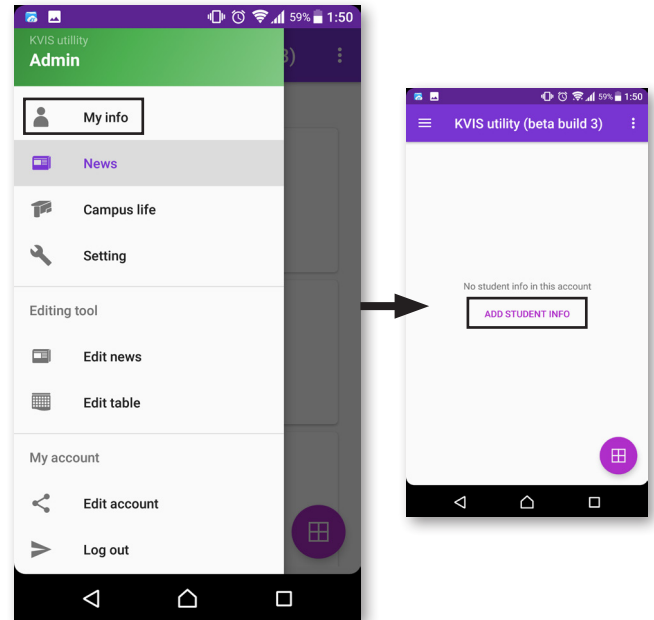 59% 1:50
KVIS utillity
Admin
3)
My info
News
Campus life
Setting
Editing tool
Edit news
Edit table
My account
Edit account
Log out
59% 1:50
KVIS utility (beta build 3)
No student info in this account
ADD STUDENT INFO